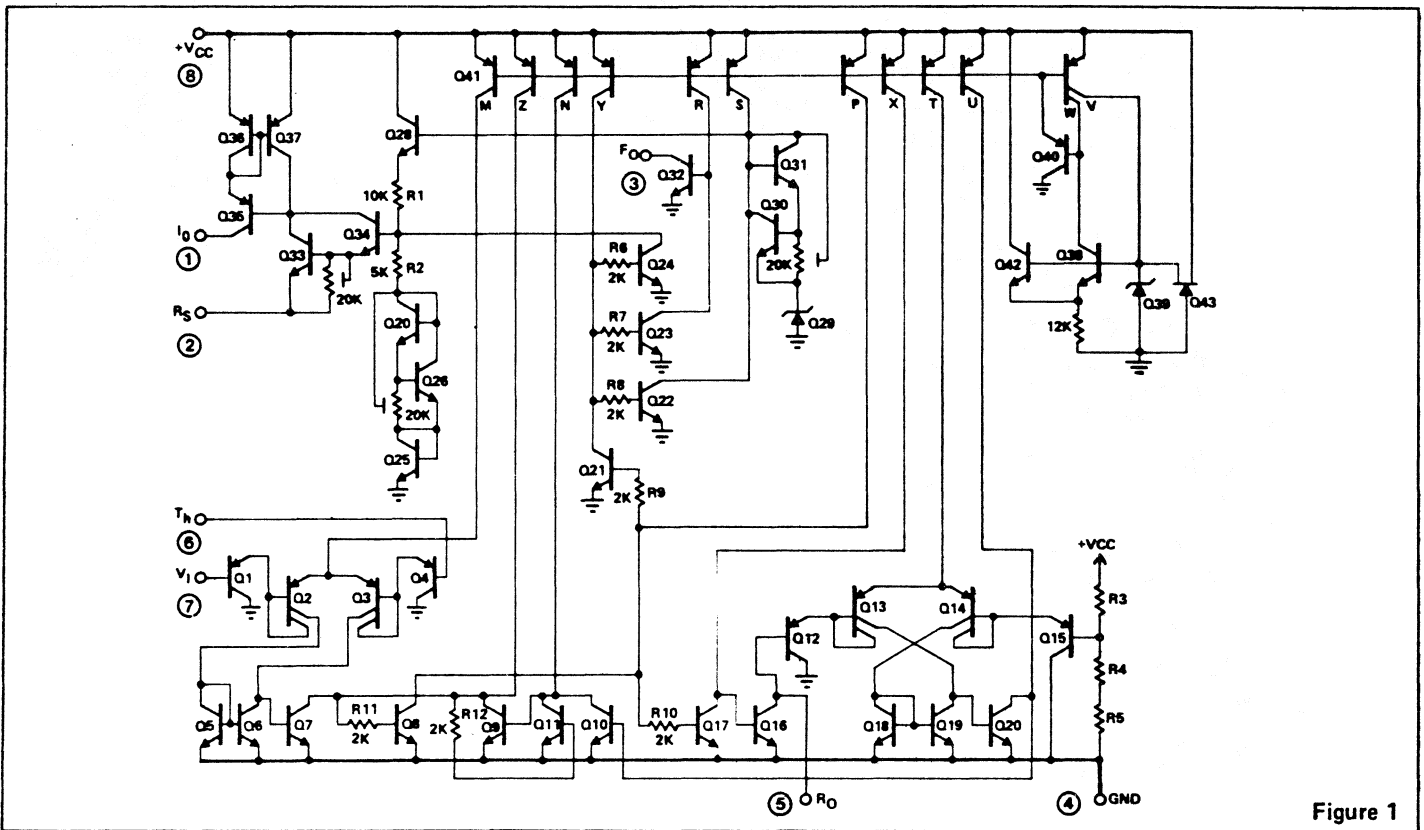 +VCC
⑧
Q41
M
Z
N
Y
R
S
P
X
T
U
W
V
Q36
Q37
Q28
FO
③
Q32
Q31
Q40
10K
R1
Q35
IO
①
Q34
Q33
Q30
R6
2K
Q24
20K
Q42
Q38
R2
5K
20K
RS
②
Q20
R7
2K
Q23
Q29
Q39
Q43
12K
Q26
20K
R8
2K
Q22
Q25
Q21
2K
R9
Th
⑥
VI
⑦
Q1
Q2
Q3
Q4
+VCC
R3
Q13
Q14
Q12
Q15
R4
R5
Q5
Q6
Q7
R11
2K
Q8
R12
2K
Q9
Q11
Q10
R10
2K
Q17
Q16
Q18
Q19
Q20
⑤
RO
④
GND
Figure 1